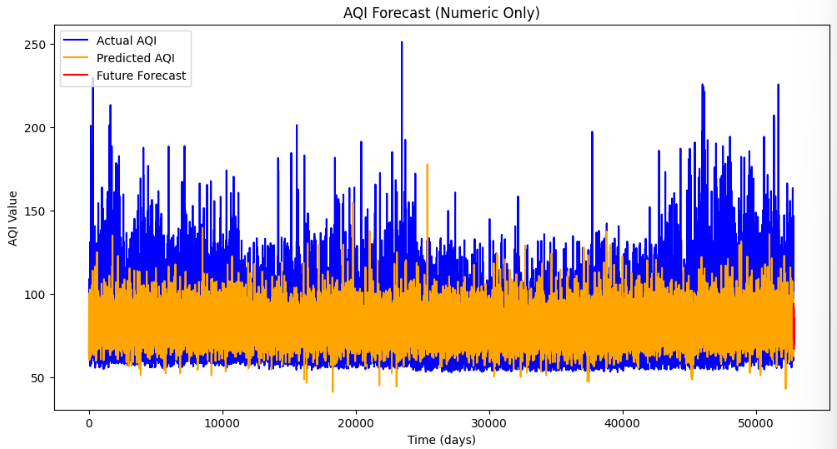 AQI Forecast (Numeric Only)
Actual AQI
Predicted AQI
Future Forecast
250
200
150
100
50
AQI Value
0
10000
20000
30000
40000
50000
Time (days)